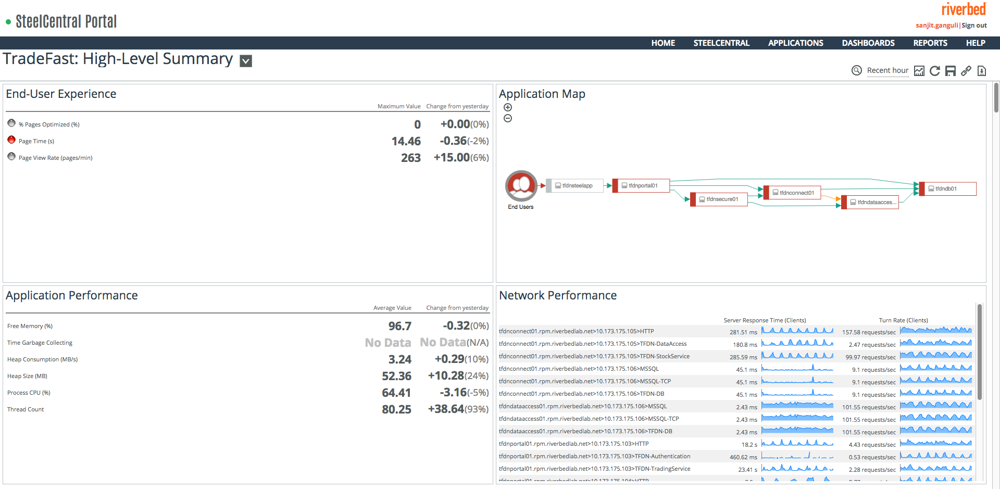 riverbed
SteelCentral Portal
sanjit.ganguli|Sign out
HOME STEELCENTRAL APPLICATIONS DASHBOARDS REPORTS HELP
TradeFast: High-Level Summary
Recent hour
End-User Experience
Maximum Value Change from yesterday
% Pages Optimized (%) 0 +0.00(0%)
Page Time (s) 14.46 -0.36(-2%)
Page View Rate (pages/min) 263 +15.00(6%)
Application Map
End Users
tfdnsteelapp
tfdnportal01
tfdnsecure01
tfdnconnect01
tfdndataacces...
tfdndb01
Application Performance
Average Value Change from yesterday
Free Memory (%) 96.7 -0.32(0%)
Time Garbage Collecting No Data No Data(N/A)
Heap Consumption (MB/s) 3.24 +0.29(10%)
Heap Size (MB) 52.36 +10.28(24%)
Process CPU (%) 64.41 -3.16(-5%)
Thread Count 80.25 +38.64(93%)
Network Performance
Server Response Time (Clients) Turn Rate (Clients)
tfdnconnect01.rpm.riverbedlab.net>10.173.175.105>HTTP 281.51 ms 157.58 requests/sec
tfdnconnect01.rpm.riverbedlab.net>10.173.175.105>TFDN-DataAccess 180.8 ms 2.47 requests/sec
tfdnconnect01.rpm.riverbedlab.net>10.173.175.105>TFDN-StockService 285.59 ms 99.97 requests/sec
tfdnconnect01.rpm.riverbedlab.net>10.173.175.106>MSSQL 45.1 ms 9.1 requests/sec
tfdnconnect01.rpm.riverbedlab.net>10.173.175.106>MSSQL-TCP 45.1 ms 9.1 requests/sec
tfdnconnect01.rpm.riverbedlab.net>10.173.175.106>TFDN-DB 45.1 ms 9.1 requests/sec
tfdndataaccess01.rpm.riverbedlab.net>10.173.175.106>MSSQL 2.43 ms 101.55 requests/sec
tfdndataaccess01.rpm.riverbedlab.net>10.173.175.106>MSSQL-TCP 2.43 ms 101.55 requests/sec
tfdndataaccess01.rpm.riverbedlab.net>10.173.175.106>TFDN-DB 2.43 ms 101.55 requests/sec
tfdnportal01.rpm.riverbedlab.net>10.173.175.103>HTTP 18.2 s 4.43 requests/sec
tfdnportal01.rpm.riverbedlab.net>10.173.175.103>TFDN-Authentication 460.62 ms 0.53 requests/sec
tfdnportal01.rpm.riverbedlab.net>10.173.175.103>TFDN-TradingService 23.41 s 2.28 requests/sec
tfdnportal01.rpm.riverbedlab.net>10.173.175.104>HTTP